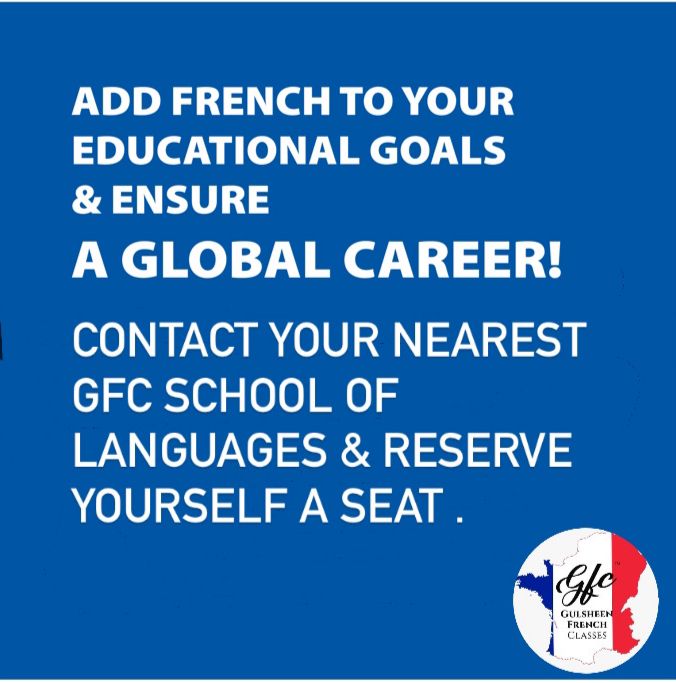 ADD FRENCH TO YOUR
EDUCATIONAL GOALS
& ENSURE
A GLOBAL CAREER!
CONTACT YOUR NEAREST
GFC SCHOOL OF
LANGUAGES & RESERVE
YOURSELF A SEAT .
Gfc
GULSHEEN
FRENCH
CLASSES